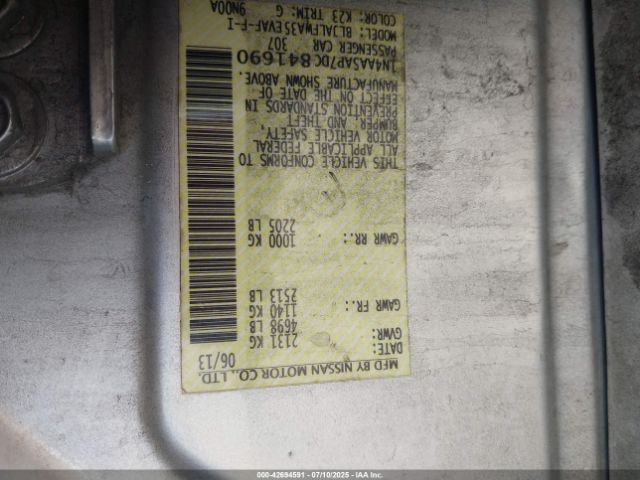 MFD BY NISSAN MOTOR CO., LTD.
DATE: 06/13
GVWR: 2131 KG
4698 LB
GAWR FR.: 1140 KG
2513 LB
GAWR RR.: 1000 KG
2205 LB
THIS VEHICLE CONFORMS TO
ALL APPLICABLE FEDERAL
MOTOR VEHICLE SAFETY,
BUMPER, AND THEFT
PREVENTION STANDARDS IN
EFFECT ON THE DATE OF
MANUFACTURE SHOWN ABOVE.
1N4AA5AP7DC841690
PASSENGER CAR 307
MODEL: BLJALFWA35EVAF-F-I
COLOR: K23 TRIM: G 9N00A
000-42694591 - 07/10/2025 - IAA Inc.